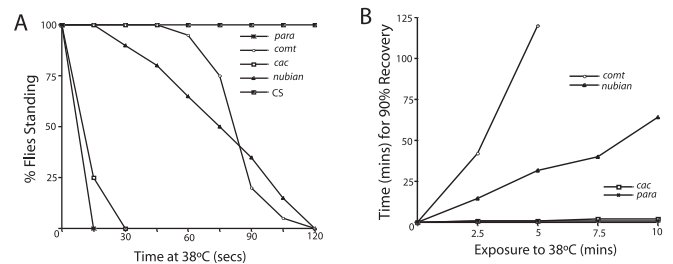 A
% Flies Standing
100
75
50
25
0
0
30
60
90
120
Time at 38ºC (secs)
para
comt
cac
nubian
CS
B
Time (mins) for 90% Recovery
125
100
75
50
25
0
0
2.5
5
7.5
10
Exposure to 38ºC (mins)
comt
nubian
cac
para